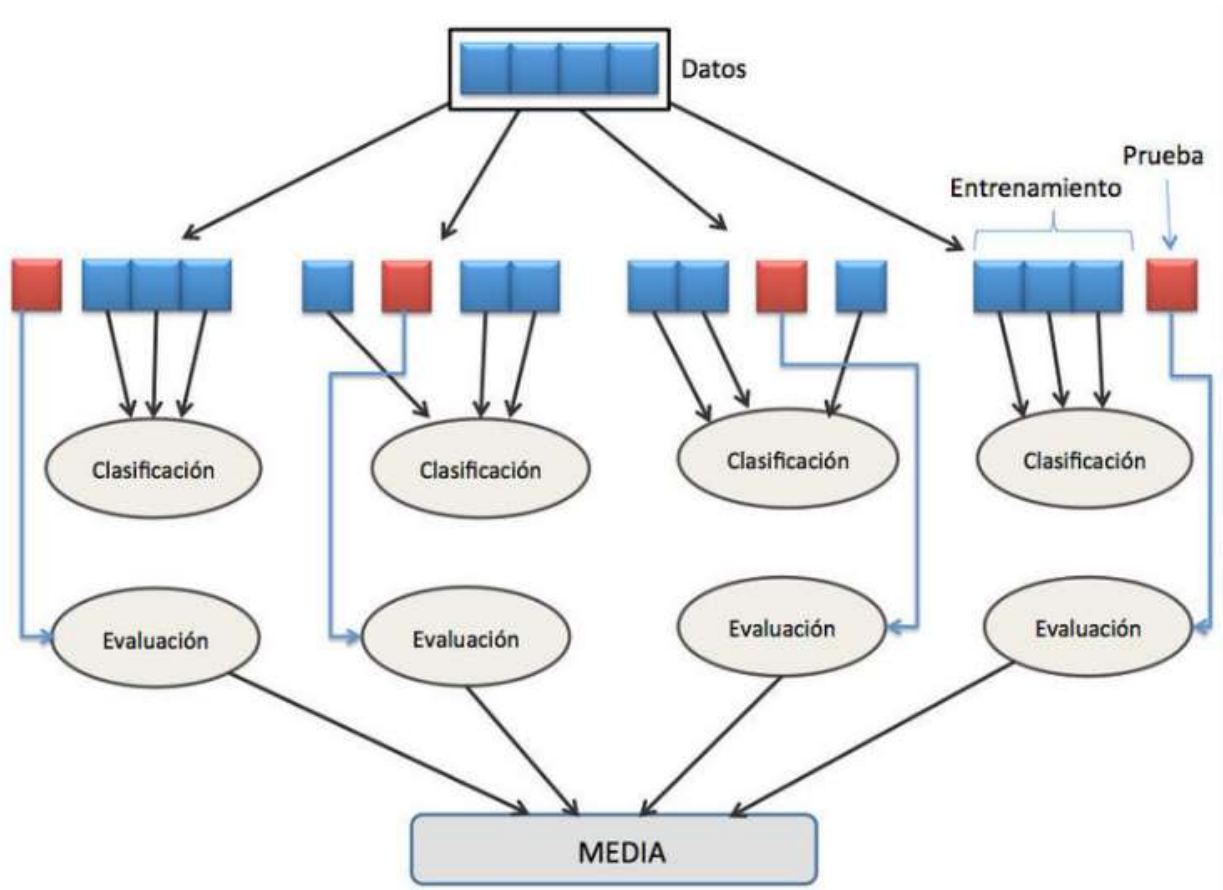 Datos
Prueba
Entrenamiento
Clasificación
Clasificación
Clasificación
Clasificación
Evaluación
Evaluación
Evaluación
Evaluación
MEDIA